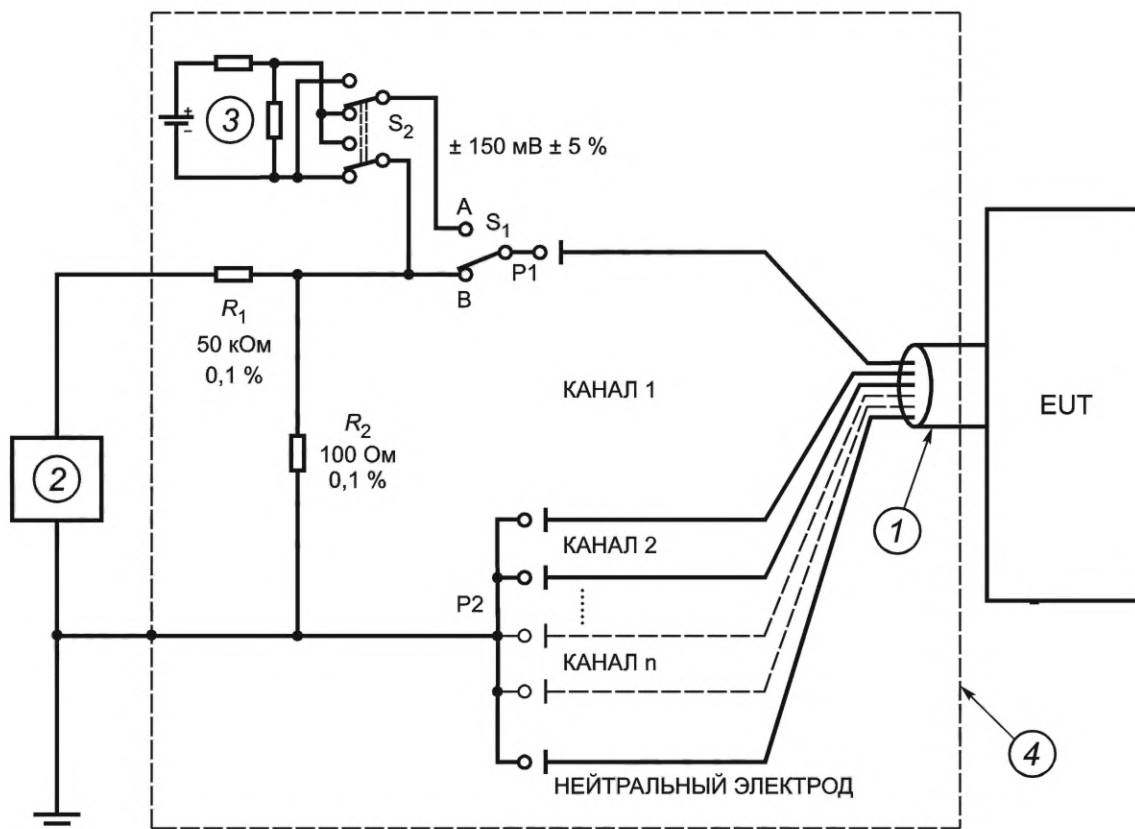 +
−
3
S2
± 150 мВ ± 5 %
A
S1
P1
B
R1
50 кОм
0,1 %
КАНАЛ 1
EUT
R2
100 Ом
0,1 %
2
1
КАНАЛ 2
P2
КАНАЛ n
4
НЕЙТРАЛЬНЫЙ ЭЛЕКТРОД